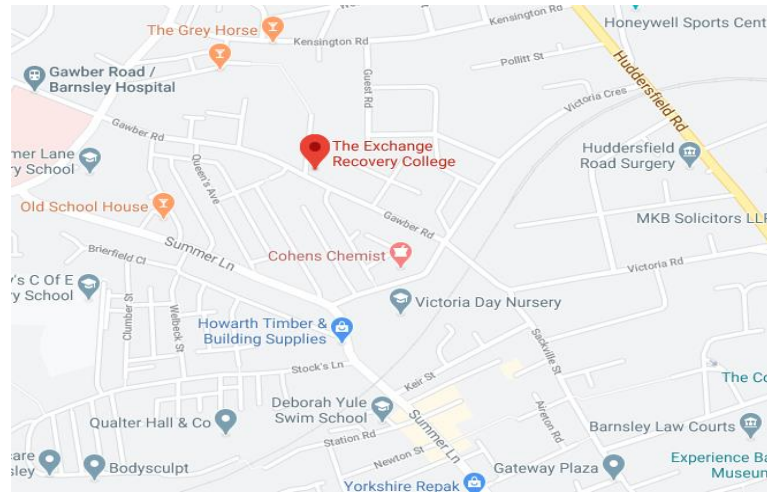 Kensington Rd
Honeywell Sports Cent
The Grey Horse
Kensington Rd
Pollitt St
Huddersfield Rd
Gawber Road /
Barnsley Hospital
Guest Rd
Victoria Cres
Gawber Rd
The Exchange
Recovery College
Huddersfield
Road Surgery
mer Lane
ry School
Queen's Ave
Old School House
MKB Solicitors LLP
Gawber Rd
Summer Ln
Brierfield Cl
Cohens Chemist
Victoria Rd
y's C Of E
ry School
Clumber St
Welbeck St
Victoria Day Nursery
Howarth Timber &
Building Supplies
Sackville St
Stock's Ln
Keir St
The Co
Deborah Yule
Swim School
Qualter Hall & Co
Summer Ln
Aireton Rd
Barnsley Law Courts
Station Rd
care
sley
Bodysculpt
Newton St
Gateway Plaza
Experience Ba
Museum
Yorkshire Repak